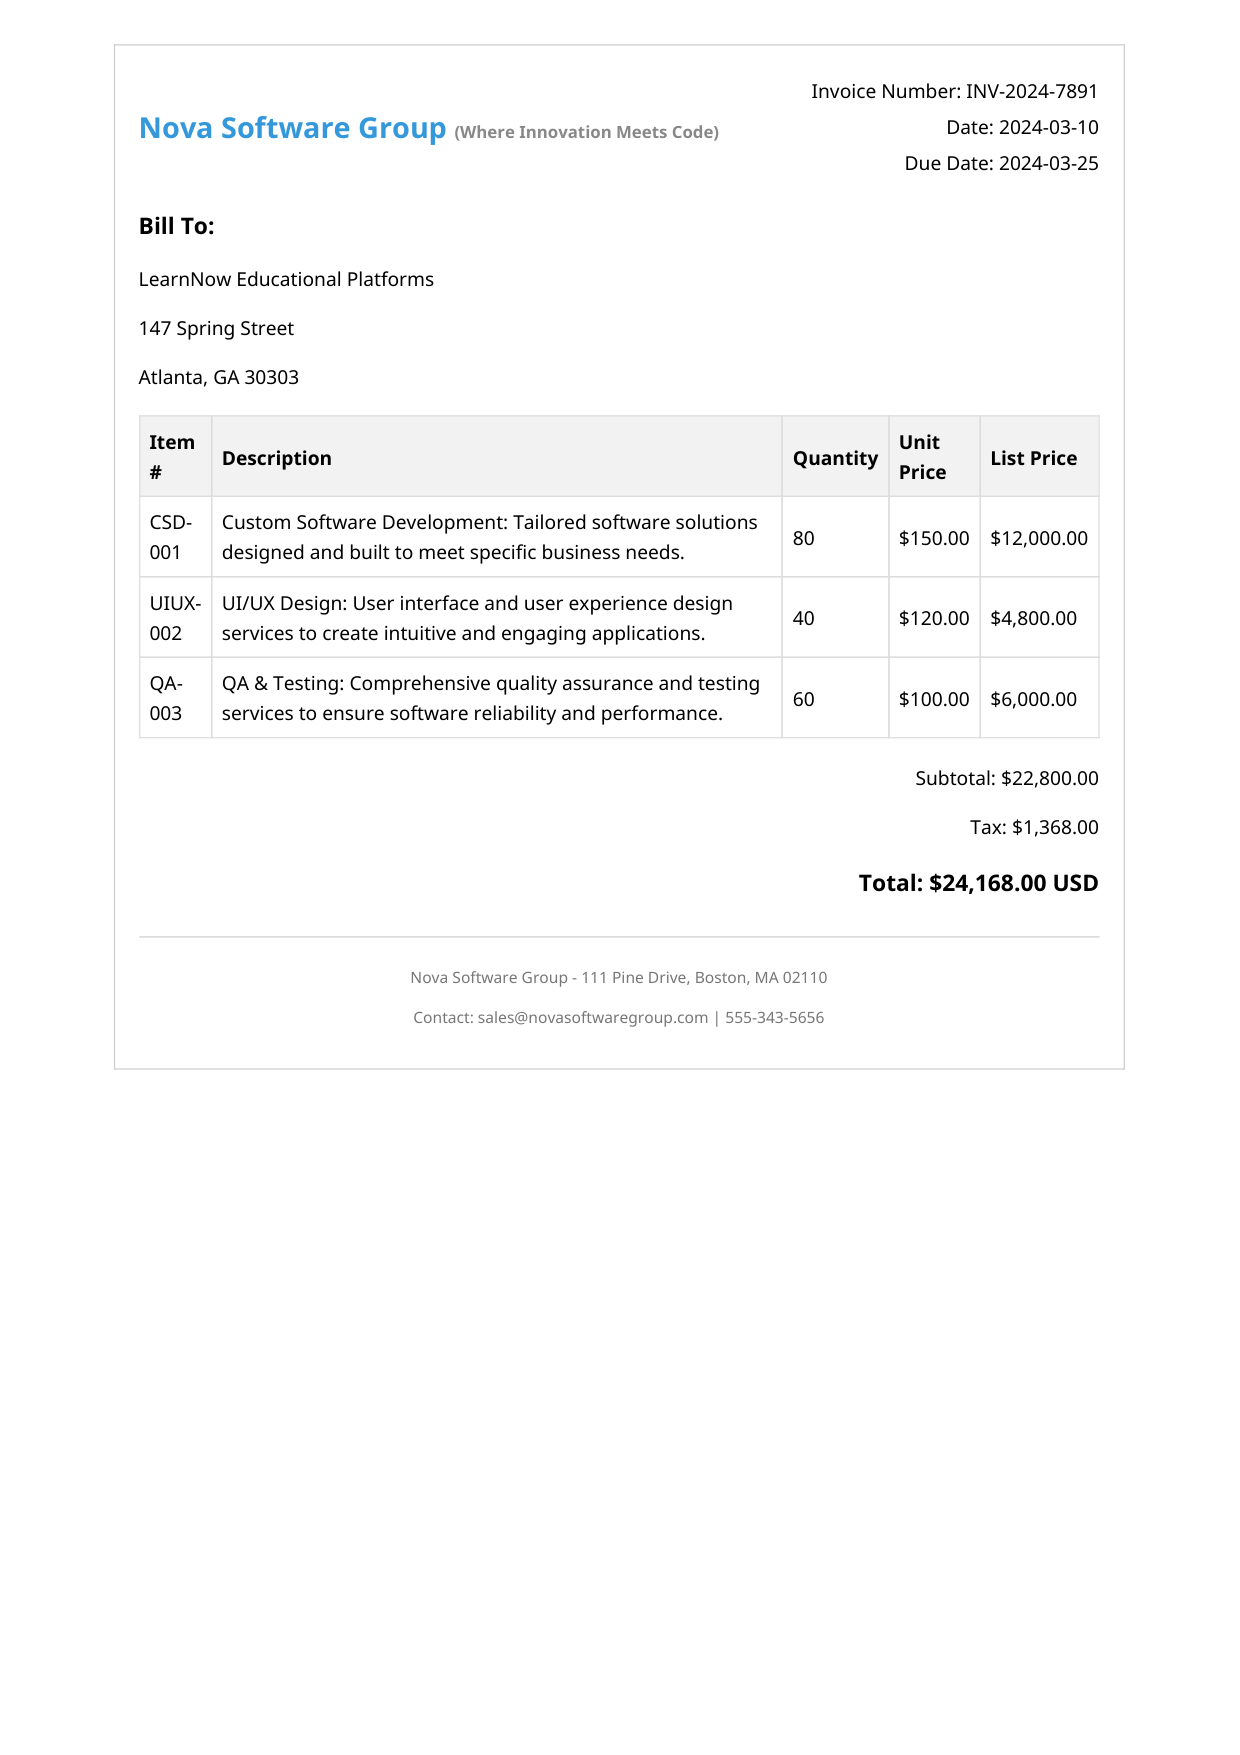 Invoice Number: INV-2024-7891
Nova Software Group (Where Innovation Meets Code)
Date: 2024-03-10
Due Date: 2024-03-25
Bill To:
LearnNow Educational Platforms
147 Spring Street
Atlanta, GA 30303
Item # Description Quantity Unit Price List Price
CSD-001 Custom Software Development: Tailored software solutions designed and built to meet specific business needs. 80 $150.00 $12,000.00
UIUX-002 UI/UX Design: User interface and user experience design services to create intuitive and engaging applications. 40 $120.00 $4,800.00
QA-003 QA & Testing: Comprehensive quality assurance and testing services to ensure software reliability and performance. 60 $100.00 $6,000.00
Subtotal: $22,800.00
Tax: $1,368.00
Total: $24,168.00 USD
Nova Software Group - 111 Pine Drive, Boston, MA 02110
Contact: sales@novasoftwaregroup.com | 555-343-5656